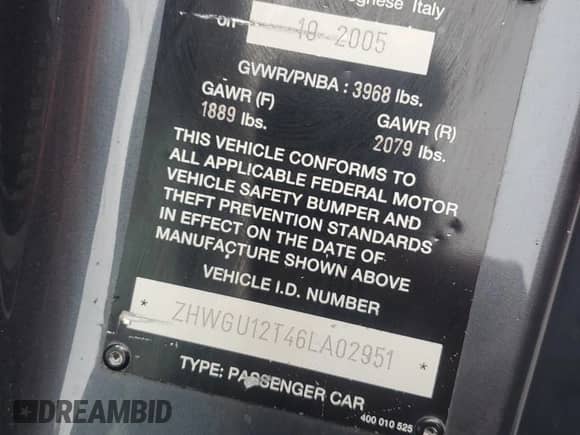 gnese Italy
on 10 2005
GVWR/PNBA : 3968 lbs.
GAWR (F) GAWR (R)
1889 lbs. 2079 lbs.
THIS VEHICLE CONFORMS TO
ALL APPLICABLE FEDERAL MOTOR
VEHICLE SAFETY BUMPER AND
THEFT PREVENTION STANDARDS
IN EFFECT ON THE DATE OF
MANUFACTURE SHOWN ABOVE
VEHICLE I.D. NUMBER
* ZHWGU12T46LA02951 *
TYPE: PASSENGER CAR
400 010 525
DREAMBID